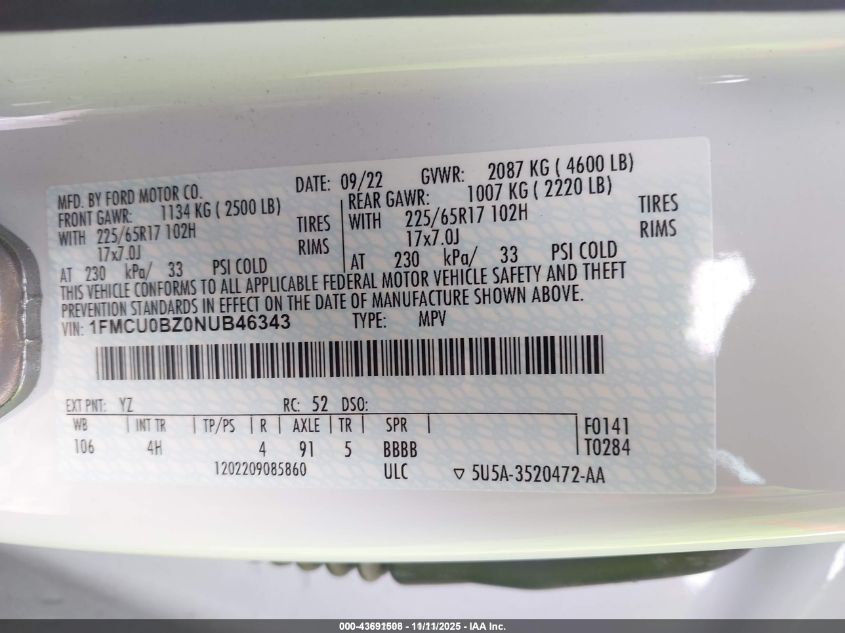 MFD. BY FORD MOTOR CO. DATE: 09/22 GVWR: 2087 KG ( 4600 LB)
FRONT GAWR: 1134 KG ( 2500 LB) REAR GAWR: 1007 KG ( 2220 LB)
WITH 225/65R17 102H TIRES WITH 225/65R17 102H TIRES
17x7.0J RIMS 17x7.0J RIMS
AT 230 kPa/ 33 PSI COLD AT 230 kPa/ 33 PSI COLD
THIS VEHICLE CONFORMS TO ALL APPLICABLE FEDERAL MOTOR VEHICLE SAFETY AND THEFT
PREVENTION STANDARDS IN EFFECT ON THE DATE OF MANUFACTURE SHOWN ABOVE.
VIN: 1FMCU0BZ0NUB46343 TYPE: MPV
EXT PNT: YZ RC: 52 DSO:
WB INT TR TP/PS R AXLE TR SPR F0141
106 4H 4 91 5 BBBB T0284
1202209085860 ULC ▽ 5U5A-3520472-AA
000-43691508 - 11/11/2025 - IAA Inc.